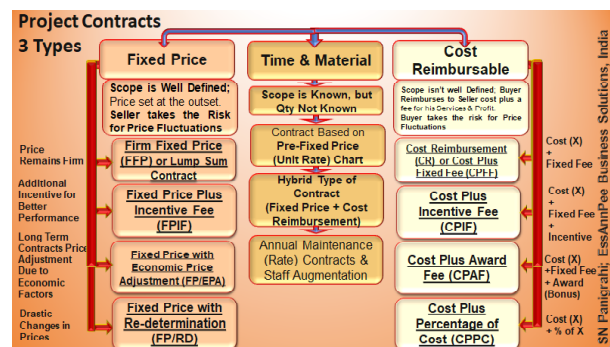 Project Contracts
3 Types
Fixed Price
Scope is Well Defined;
Price set at the outset.
Seller takes the Risk
for Price Fluctuations
Price
Remains Firm
Firm Fixed Price
(FFP) or Lump Sum
Contract
Additional
Incentive for
Better
Performance
Fixed Price Plus
Incentive Fee
(FPIF)
Long Term
Contracts Price
Adjustment
Due to
Economic
Factors
Fixed Price with
Economic Price
Adjustment (FP/EPA)
Drastic
Changes in
Prices
Fixed Price with
Re-determination
(FP/RD)
Time & Material
Scope is Known, but
Qty Not Known
Contract Based on
Pre-Fixed Price
(Unit Rate) Chart
Hybrid Type of
Contract
(Fixed Price + Cost
Reimbursement)
Annual Maintenance
(Rate) Contracts &
Staff Augmentation
Cost
Reimbursable
Scope isn't well Defined; Buyer
Reimburses to Seller cost plus a
fee for his Services & Profit.
Buyer takes the risk for Price
Fluctuations
Cost Reimbursement
(CR) or Cost Plus
Fixed Fee (CPFF)
Cost (X)
+
Fixed Fee
Cost Plus
Incentive Fee
(CPIF)
Cost (X)
+
Fixed Fee
+
Incentive
Cost Plus Award
Fee (CPAF)
Cost (X)
+Fixed Fee
+ Award
(Bonus)
Cost Plus
Percentage of
Cost (CPPC)
Cost (X)
+ % of X
SN Panigrahi; EssAnnPee Business Solutions, India